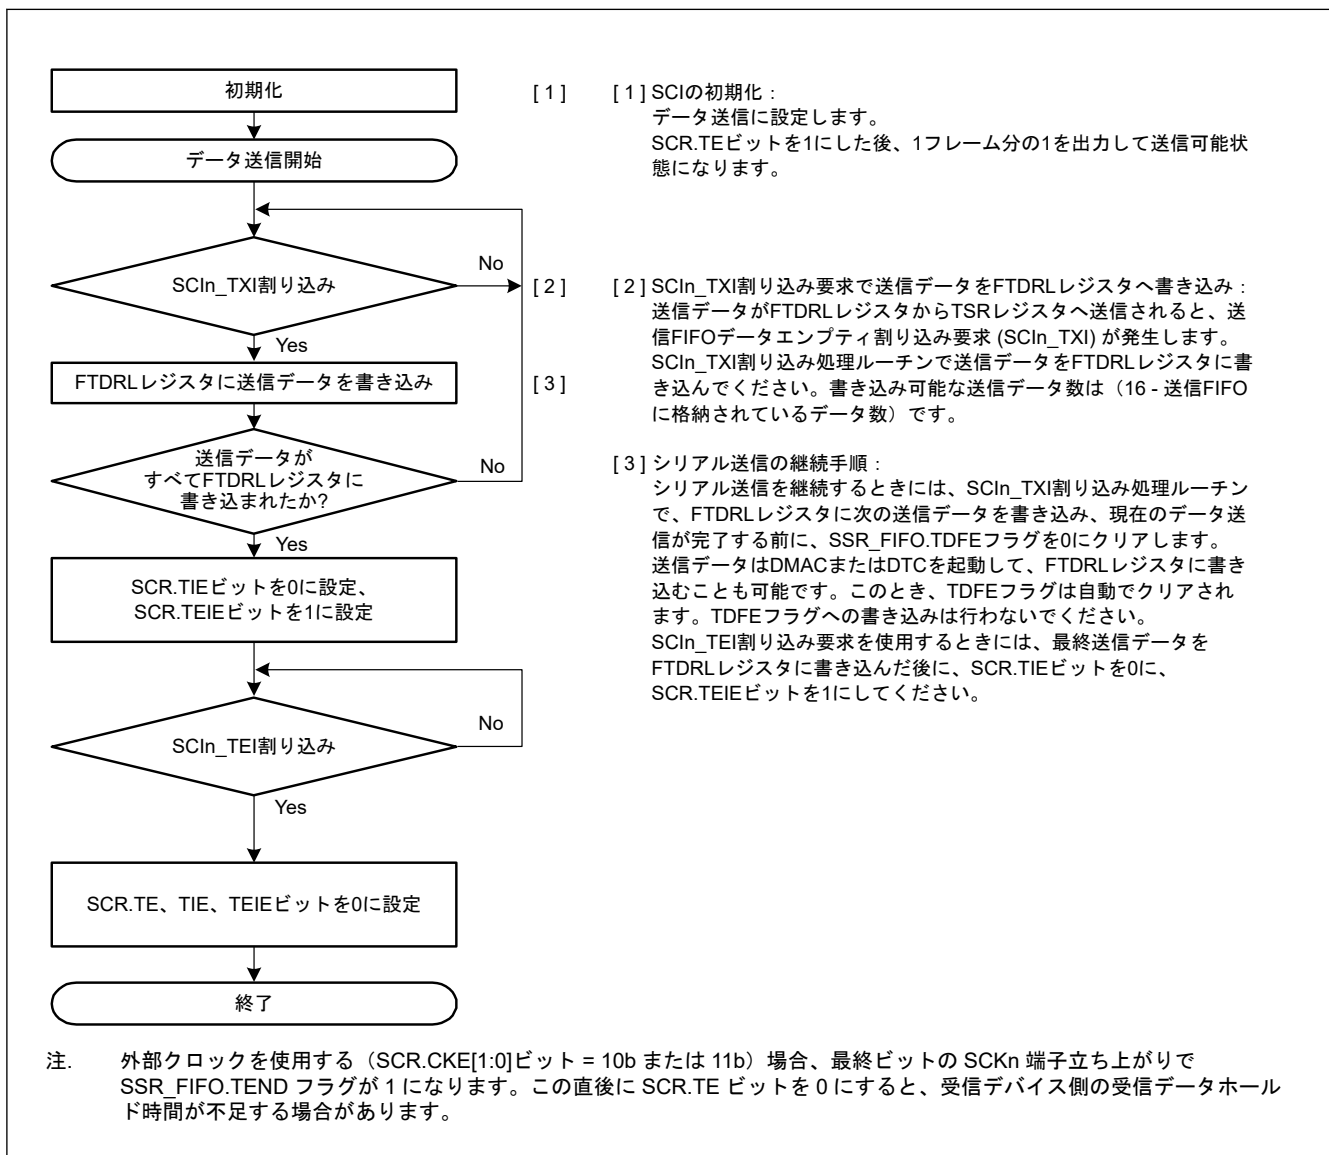 初期化
[ 1 ]
データ送信開始
SCIn_TXI割り込み
No
[ 2 ]
Yes
FTDRLレジスタに送信データを書き込み
[ 3 ]
送信データが
すべてFTDRLレジスタに
書き込まれたか?
No
Yes
SCR.TIEビットを0に設定、
SCR.TEIEビットを1に設定
SCIn_TEI割り込み
No
Yes
SCR.TE、TIE、TEIEビットを0に設定
終了
[ 1 ] SCIの初期化：
データ送信に設定します。
SCR.TEビットを1にした後、1フレーム分の1を出力して送信可能状
態になります。
[ 2 ] SCIn_TXI割り込み要求で送信データをFTDRLレジスタへ書き込み：
送信データがFTDRLレジスタからTSRレジスタへ送信されると、送
信FIFOデータエンプティ割り込み要求 (SCIn_TXI) が発生します。
SCIn_TXI割り込み処理ルーチンで送信データをFTDRLレジスタに書
き込んでください。書き込み可能な送信データ数は（16 - 送信FIFO
に格納されているデータ数）です。
[ 3 ] シリアル送信の継続手順：
シリアル送信を継続するときには、SCIn_TXI割り込み処理ルーチン
で、FTDRLレジスタに次の送信データを書き込み、現在のデータ送
信が完了する前に、SSR_FIFO.TDFEフラグを0にクリアします。
送信データはDMACまたはDTCを起動して、FTDRLレジスタに書き
込むことも可能です。このとき、TDFEフラグは自動でクリアされ
ます。TDFEフラグへの書き込みは行わないでください。
SCIn_TEI割り込み要求を使用するときには、最終送信データを
FTDRLレジスタに書き込んだ後に、SCR.TIEビットを0に、
SCR.TEIEビットを1にしてください。
注. 外部クロックを使用する（SCR.CKE[1:0]ビット = 10b または 11b）場合、最終ビットの SCKn 端子立ち上がりで
SSR_FIFO.TEND フラグが 1 になります。この直後に SCR.TE ビットを 0 にすると、受信デバイス側の受信データホール
ド時間が不足する場合があります。